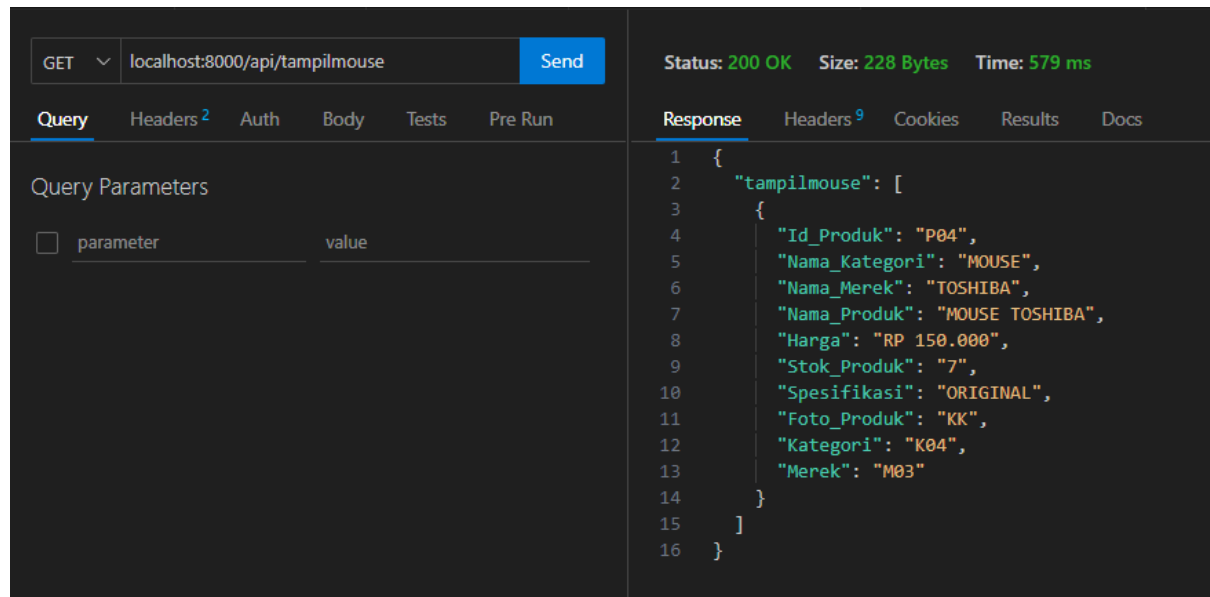 GET localhost:8000/api/tampilmouse Send
Query Headers 2 Auth Body Tests Pre Run
Query Parameters
parameter value
Status: 200 OK Size: 228 Bytes Time: 579 ms
Response Headers 9 Cookies Results Docs
1 {
2 "tampilmouse": [
3 {
4 "Id_Produk": "P04",
5 "Nama_Kategori": "MOUSE",
6 "Nama_Merek": "TOSHIBA",
7 "Nama_Produk": "MOUSE TOSHIBA",
8 "Harga": "RP 150.000",
9 "Stok_Produk": "7",
10 "Spesifikasi": "ORIGINAL",
11 "Foto_Produk": "KK",
12 "Kategori": "K04",
13 "Merek": "M03"
14 }
15 ]
16 }